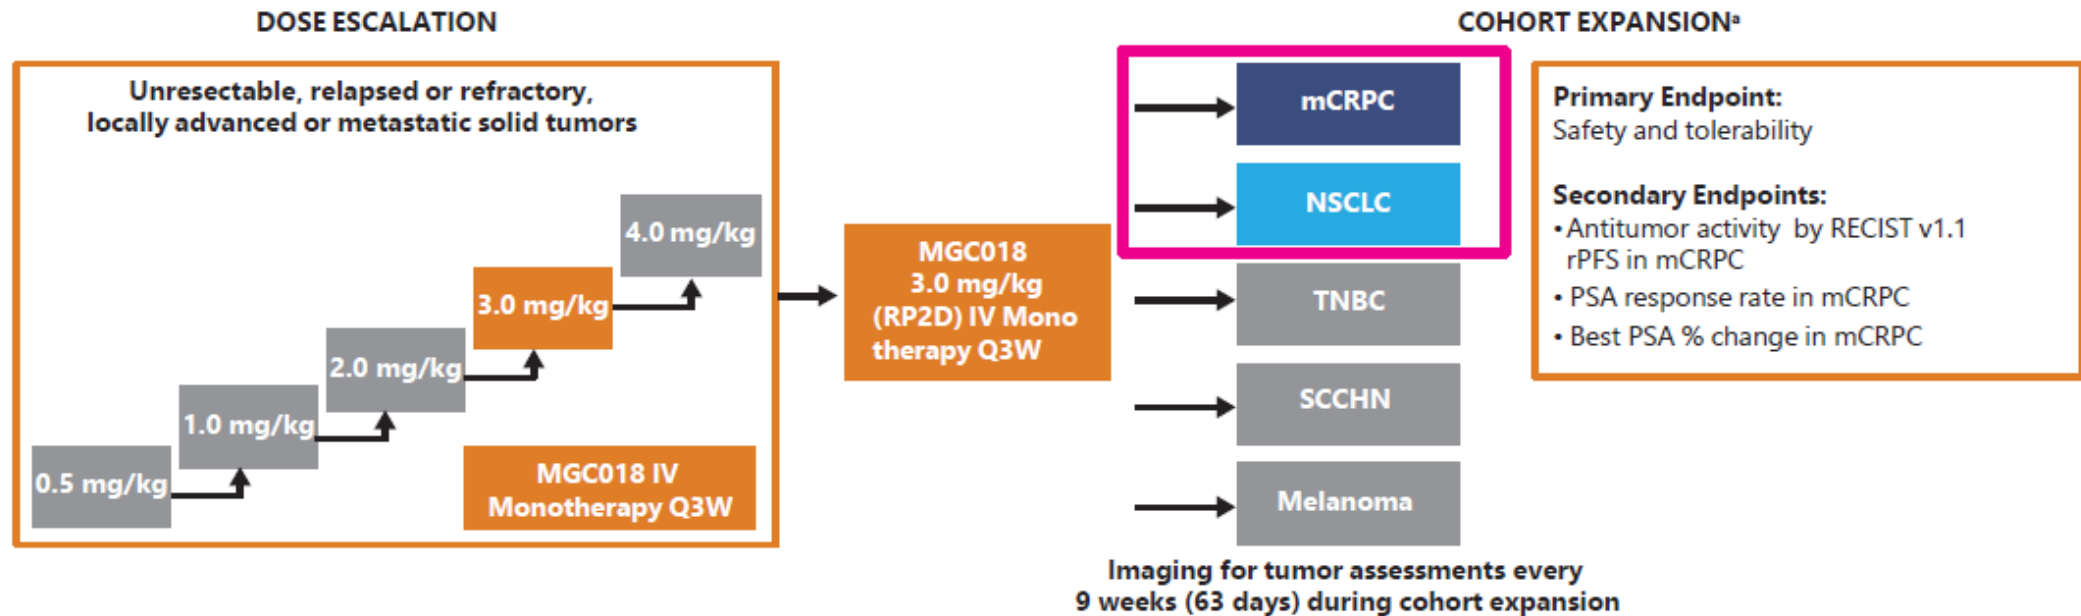 DOSE ESCALATION
Unresectable, relapsed or refractory,
locally advanced or metastatic solid tumors
0.5 mg/kg
1.0 mg/kg
2.0 mg/kg
3.0 mg/kg
4.0 mg/kg
MGC018 IV
Monotherapy Q3W
MGC018
3.0 mg/kg
(RP2D) IV Mono
therapy Q3W
COHORT EXPANSIONᵃ
mCRPC
NSCLC
TNBC
SCCHN
Melanoma
Imaging for tumor assessments every
9 weeks (63 days) during cohort expansion
Primary Endpoint:
Safety and tolerability
Secondary Endpoints:
• Antitumor activity by RECIST v1.1
rPFS in mCRPC
• PSA response rate in mCRPC
• Best PSA % change in mCRPC